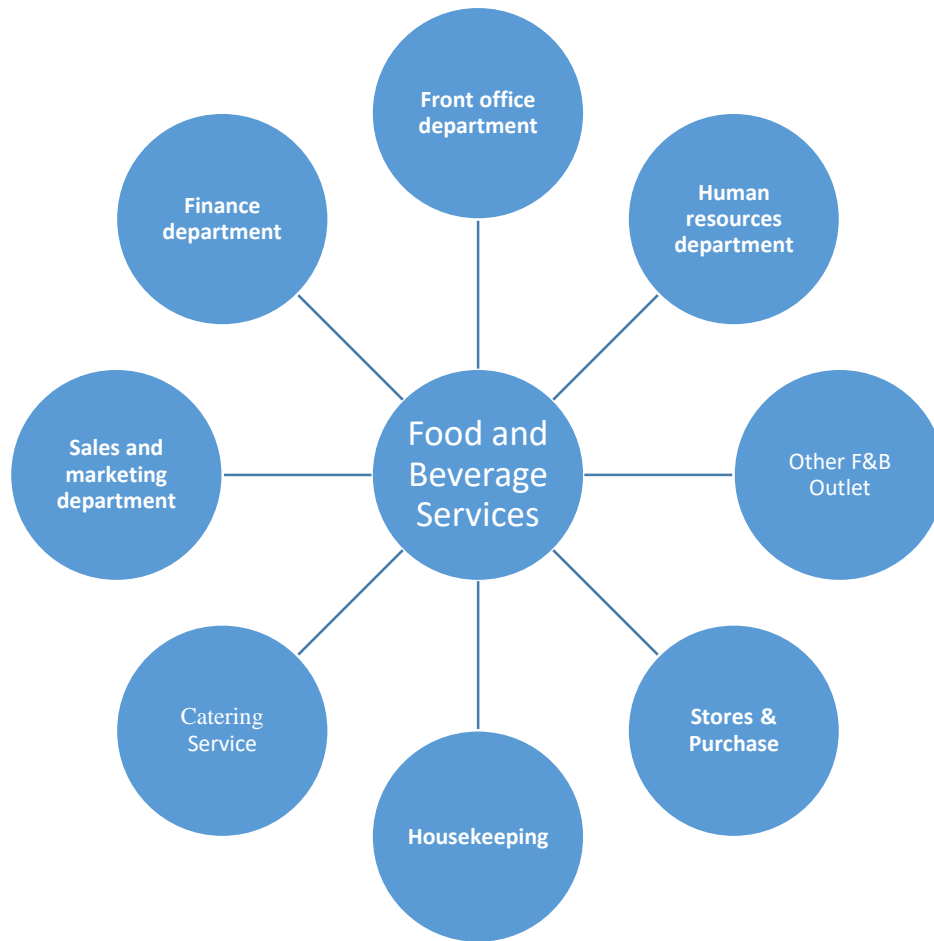 Front office
department
Human
resources
department
Other F&B
Outlet
Stores &
Purchase
Housekeeping
Catering
Service
Sales and
marketing
department
Finance
department
Food and
Beverage
Services